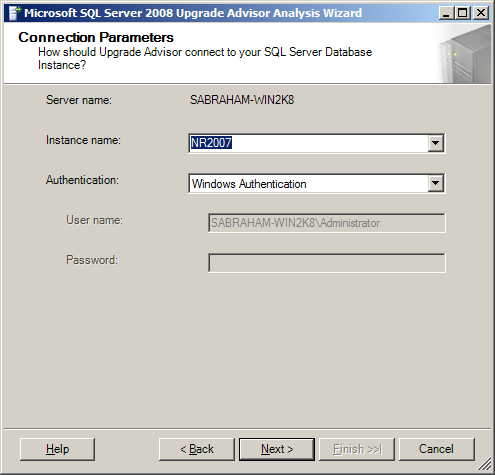 Microsoft SQL Server 2008 Upgrade Advisor Analysis Wizard
Connection Parameters
How should Upgrade Advisor connect to your SQL Server Database
Instance?
Server name: SABRAHAM-WIN2K8
Instance name: NR2007
Authentication: Windows Authentication
User name: SABRAHAM-WIN2K8\Administrator
Password:
Help < Back Next > Finish >>| Cancel